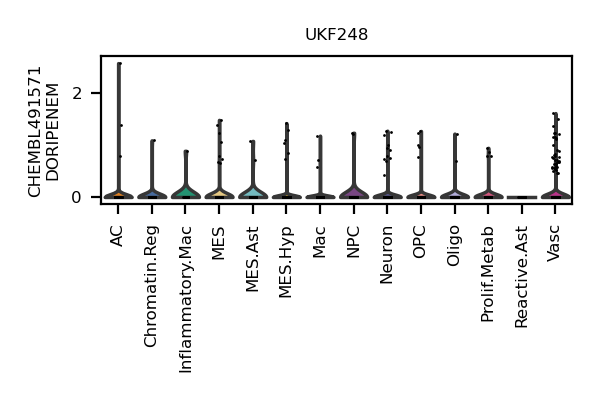 UKF248
CHEMBL491571
DORIPENEM
2
0
AC
Chromatin.Reg
Inflammatory.Mac
MES
MES.Ast
MES.Hyp
Mac
NPC
Neuron
OPC
Oligo
Prolif.Metab
Reactive.Ast
Vasc